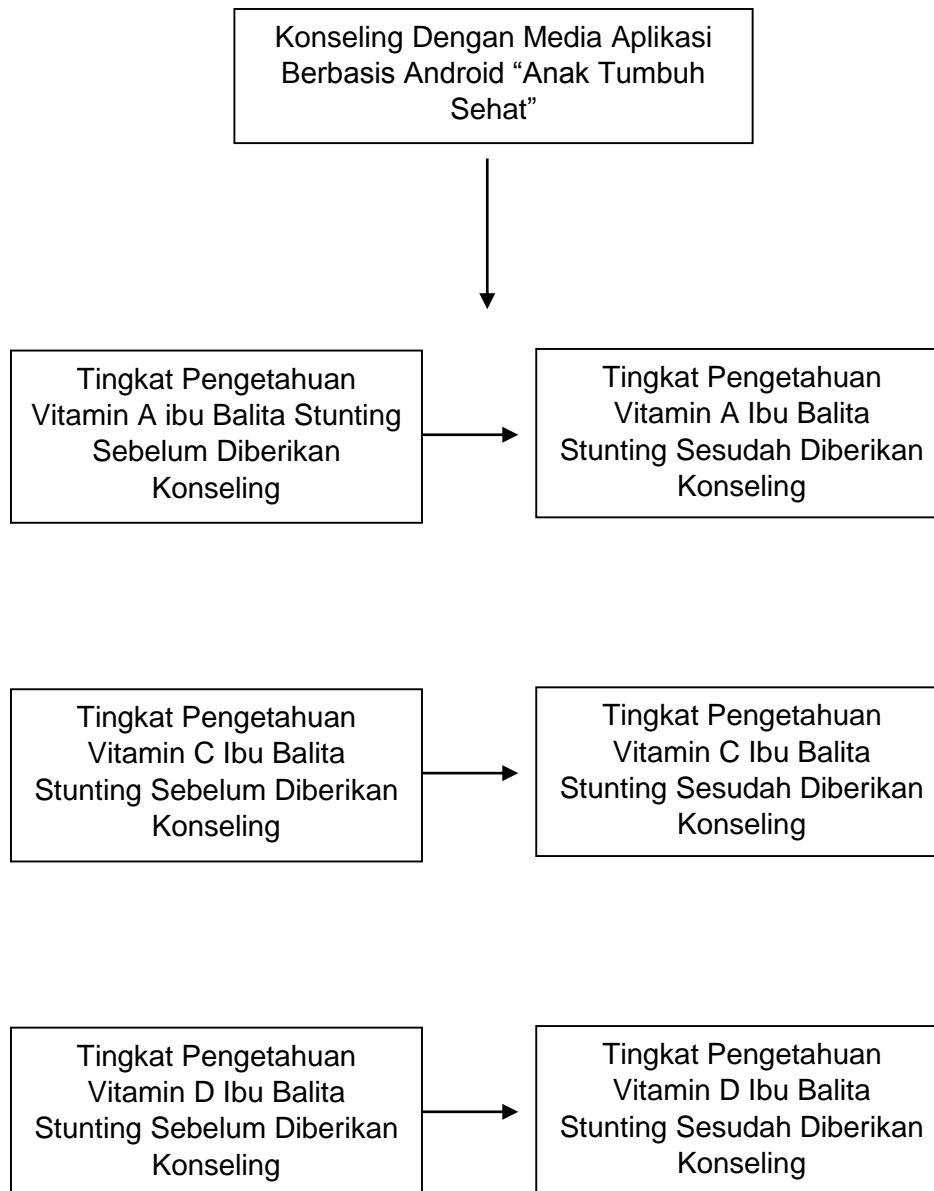 Konseling Dengan Media Aplikasi
Berbasis Android “Anak Tumbuh
Sehat”
Tingkat Pengetahuan
Vitamin A ibu Balita Stunting
Sebelum Diberikan
Konseling
Tingkat Pengetahuan
Vitamin A Ibu Balita
Stunting Sesudah Diberikan
Konseling
Tingkat Pengetahuan
Vitamin C Ibu Balita
Stunting Sebelum Diberikan
Konseling
Tingkat Pengetahuan
Vitamin C Ibu Balita
Stunting Sesudah Diberikan
Konseling
Tingkat Pengetahuan
Vitamin D Ibu Balita
Stunting Sebelum Diberikan
Konseling
Tingkat Pengetahuan
Vitamin D Ibu Balita
Stunting Sesudah Diberikan
Konseling